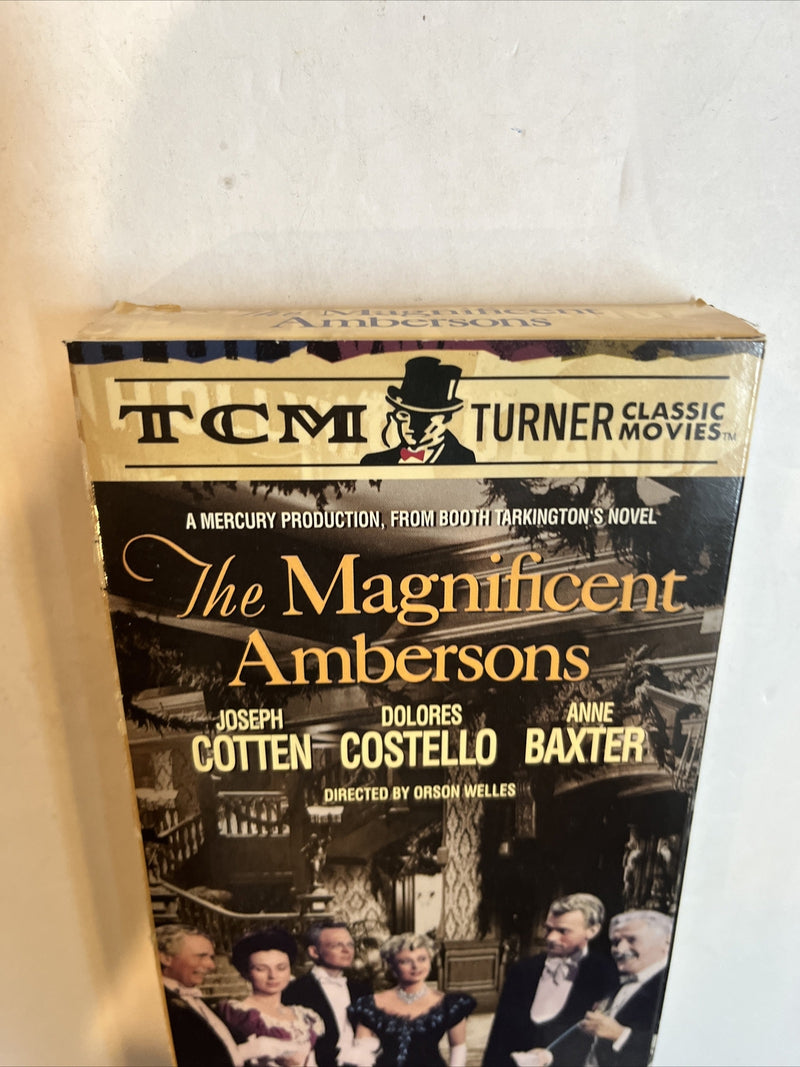 The Magnificent
Ambersons
TCM TURNER CLASSIC MOVIES™
A MERCURY PRODUCTION, FROM BOOTH TARKINGTON'S NOVEL
The Magnificent
Ambersons
JOSEPH COTTEN DOLORES COSTELLO ANNE BAXTER
DIRECTED BY ORSON WELLES